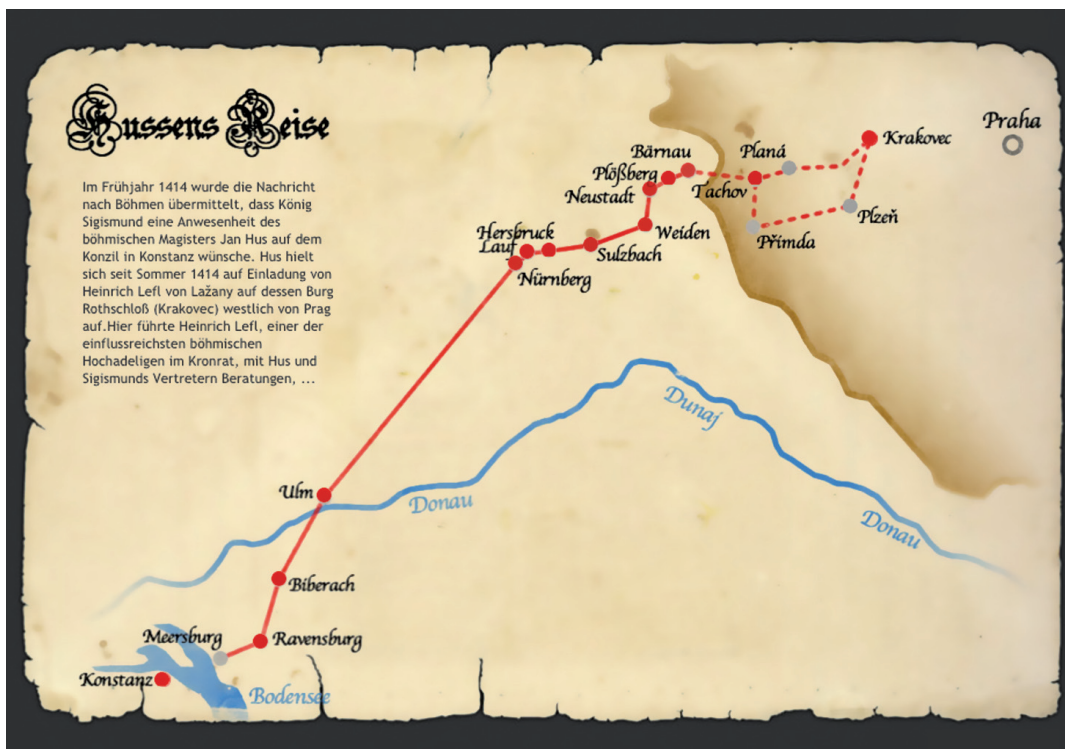 Hussens Reise
Im Frühjahr 1414 wurde die Nachricht
nach Böhmen übermittelt, dass König
Sigismund eine Anwesenheit des
böhmischen Magisters Jan Hus auf dem
Konzil in Konstanz wünsche. Hus hielt
sich seit Sommer 1414 auf Einladung von
Heinrich Lefl von Lažany auf dessen Burg
Rothschloß (Krakovec) westlich von Prag
auf.Hier führte Heinrich Lefl, einer der
einflussreichsten böhmischen
Hochadeligen im Kronrat, mit Hus und
Sigismunds Vertretern Beratungen, ...
Praha
Krakovec
Planá
Bärnau
Plößberg
Tachov
Neustadt
Plzeň
Přimda
Weiden
Hersbruck
Lauf
Sulzbach
Nürnberg
Dunaj
Ulm
Donau
Donau
Biberach
Meersburg
Ravensburg
Konstanz
Bodensee